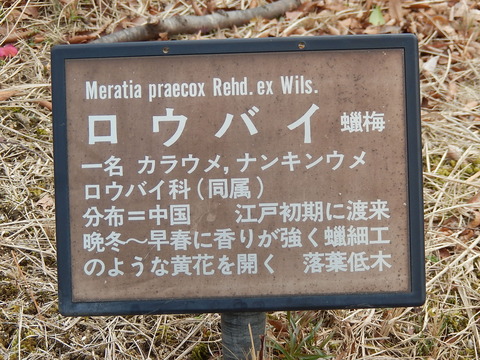 Meratia praecox Rehd. ex Wils.
ロウバイ 蠟梅
一名 カラウメ,ナンキンウメ
ロウバイ科(同属)
分布=中国 江戸初期に渡来
晩冬~早春に香りが強く蠟細工
のような黄花を開く 落葉低木